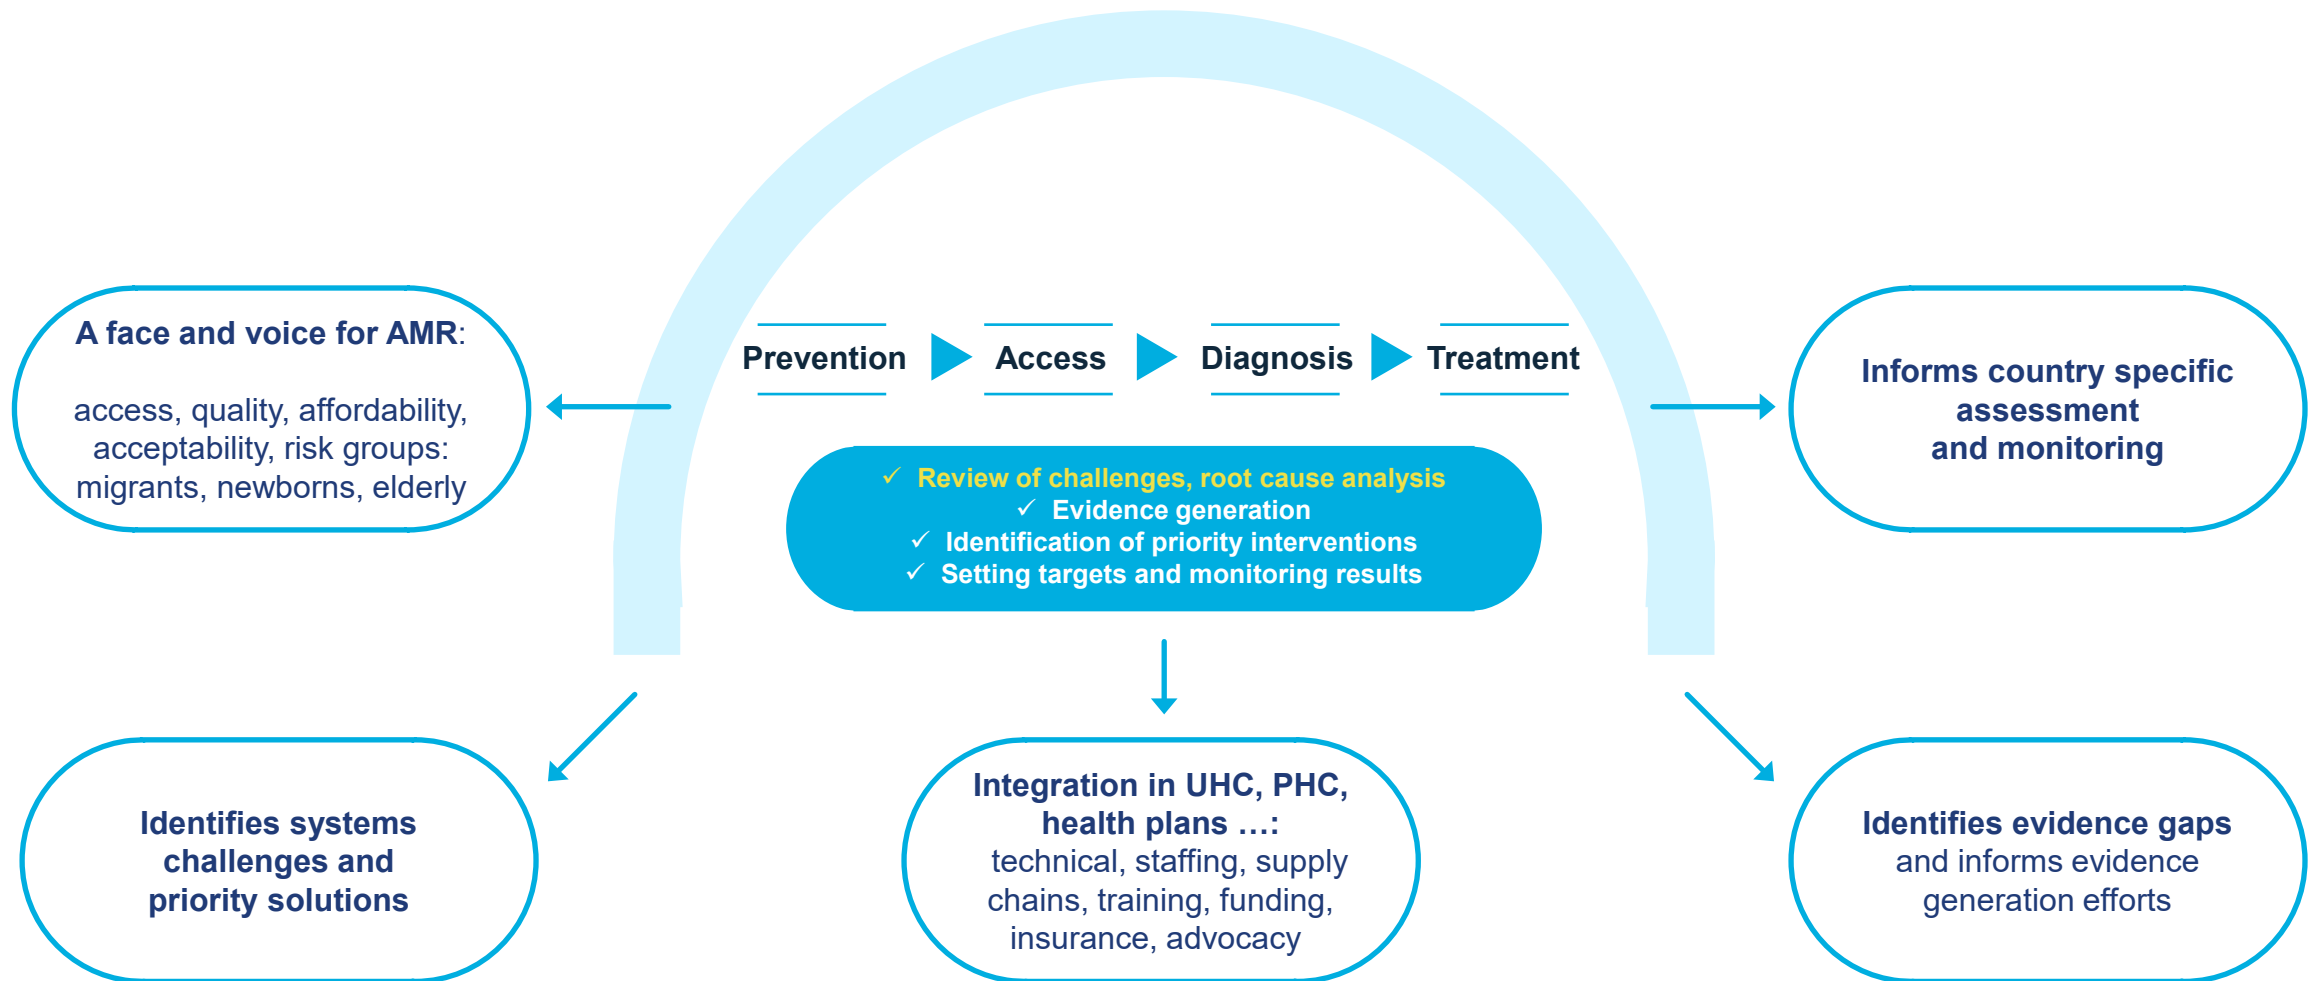 Prevention
Access
Diagnosis
Treatment
✓ Review of challenges, root cause analysis
✓ Evidence generation
✓ Identification of priority interventions
✓ Setting targets and monitoring results
A face and voice for AMR:
access, quality, affordability,
acceptability, risk groups:
migrants, newborns, elderly
Informs country specific
assessment
and monitoring
Identifies systems
challenges and
priority solutions
Integration in UHC, PHC,
health plans …:
technical, staffing, supply
chains, training, funding,
insurance, advocacy
Identifies evidence gaps
and informs evidence
generation efforts